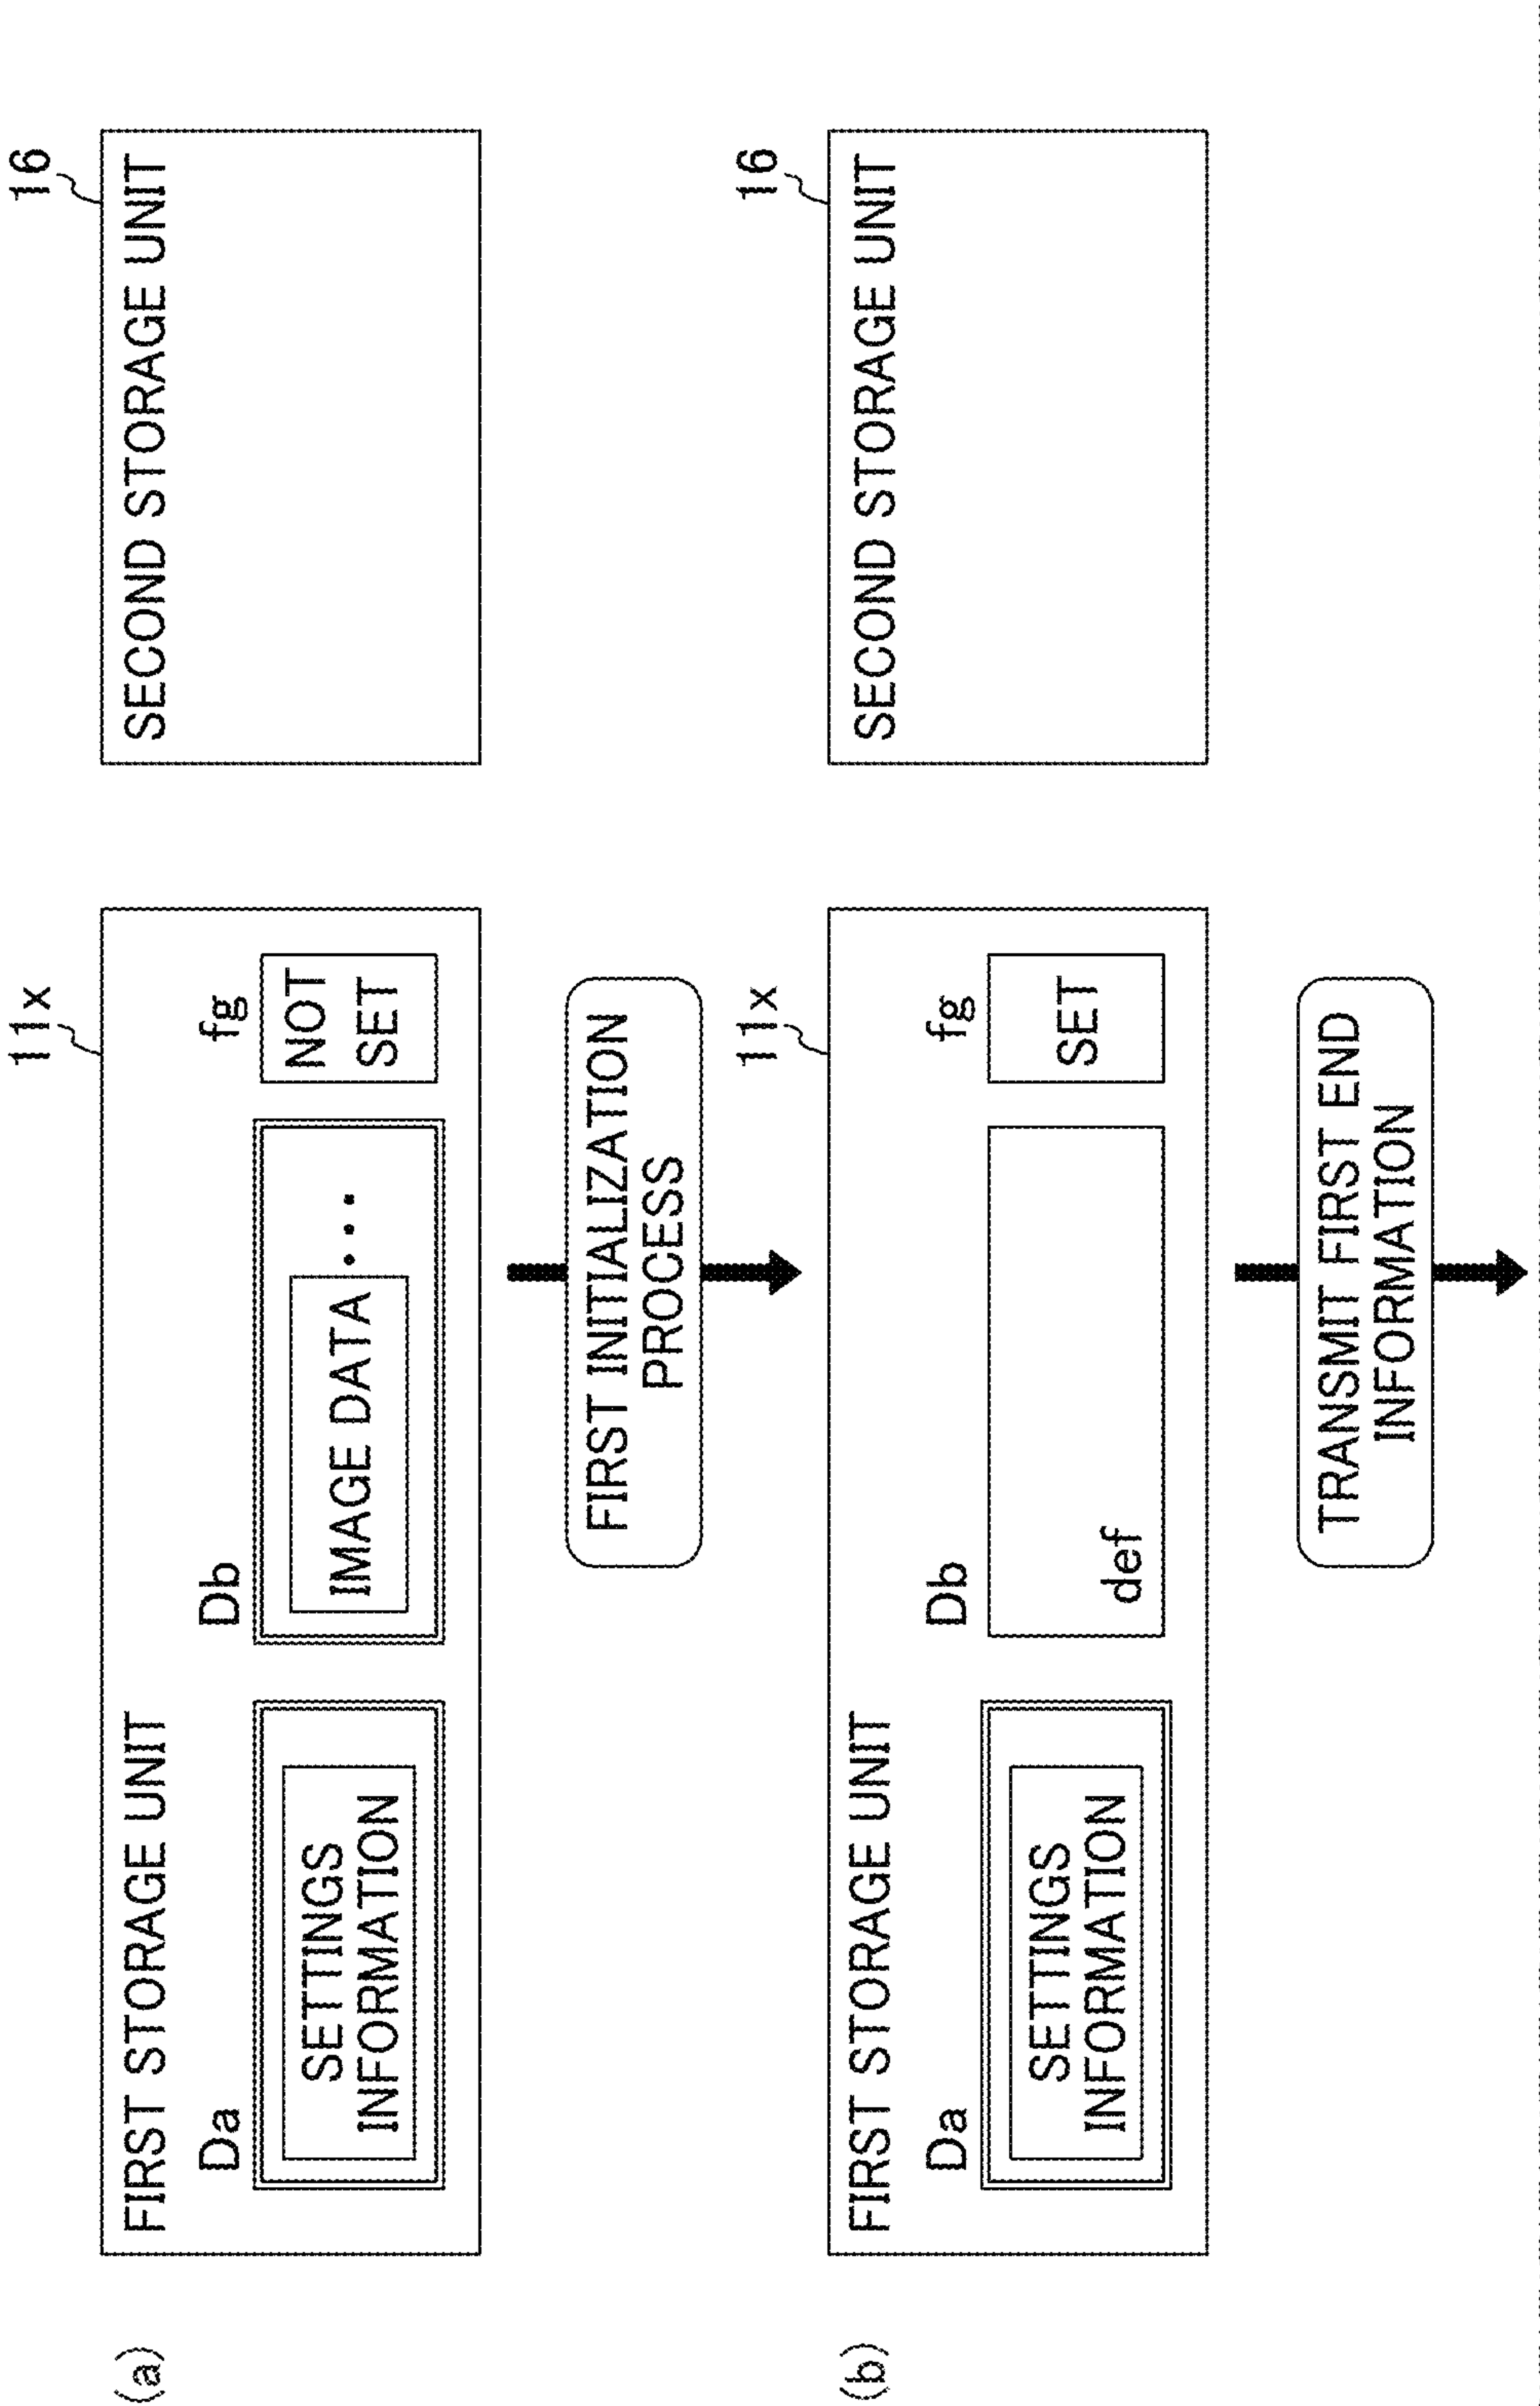 (a)
11x
16
FIRST STORAGE UNIT
SECOND STORAGE UNIT
Da
Db
fg
SETTINGS
INFORMATION
IMAGE DATA
• • •
NOT
SET
FIRST INITIALIZATION
PROCESS
(b)
11x
16
FIRST STORAGE UNIT
SECOND STORAGE UNIT
Da
Db
fg
SETTINGS
INFORMATION
def
SET
TRANSMIT FIRST END
INFORMATION